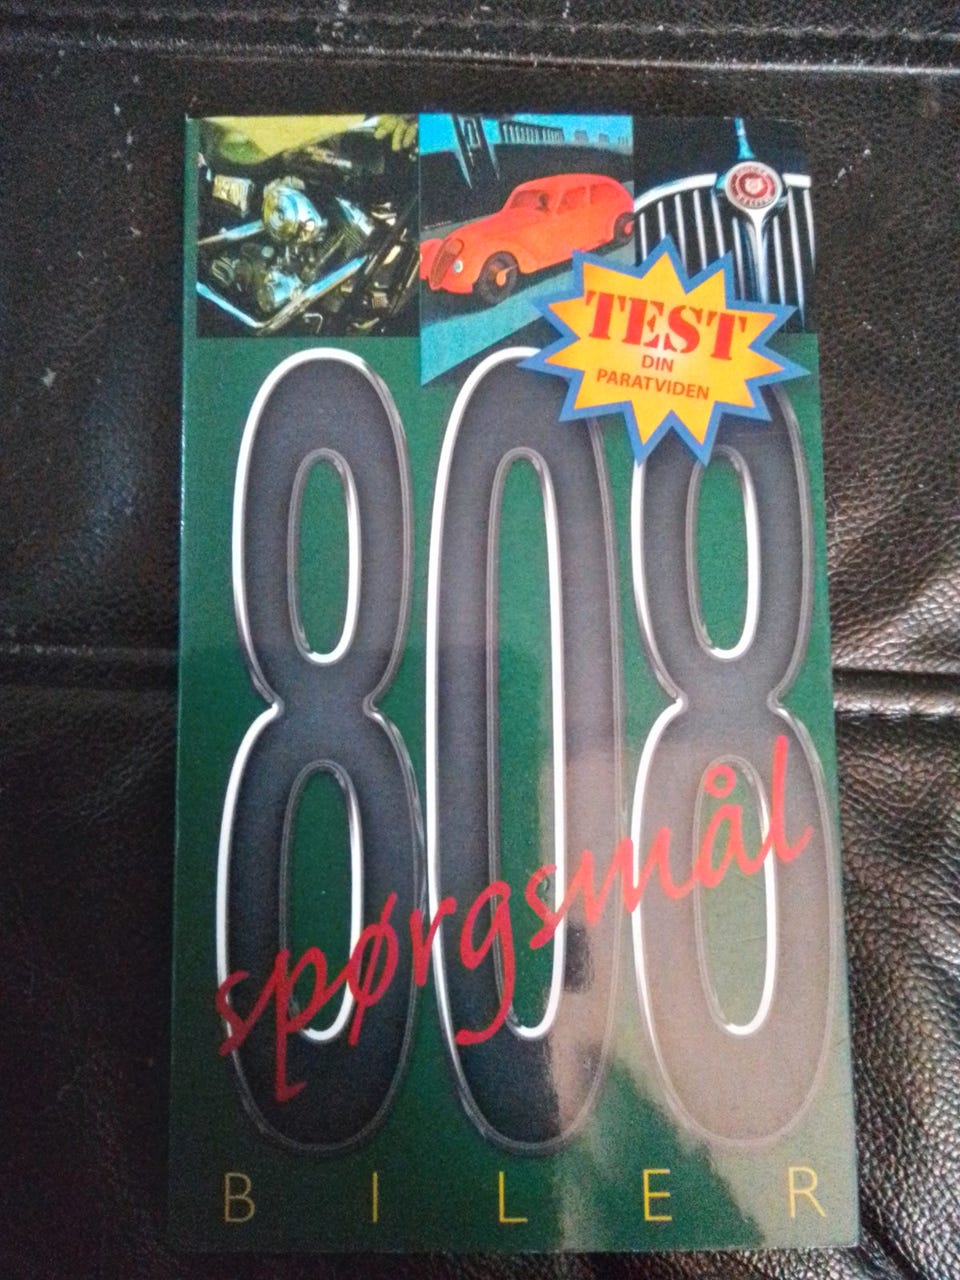 TEST
DIN
PARATVIDEN
808
spørgsmål
BILER